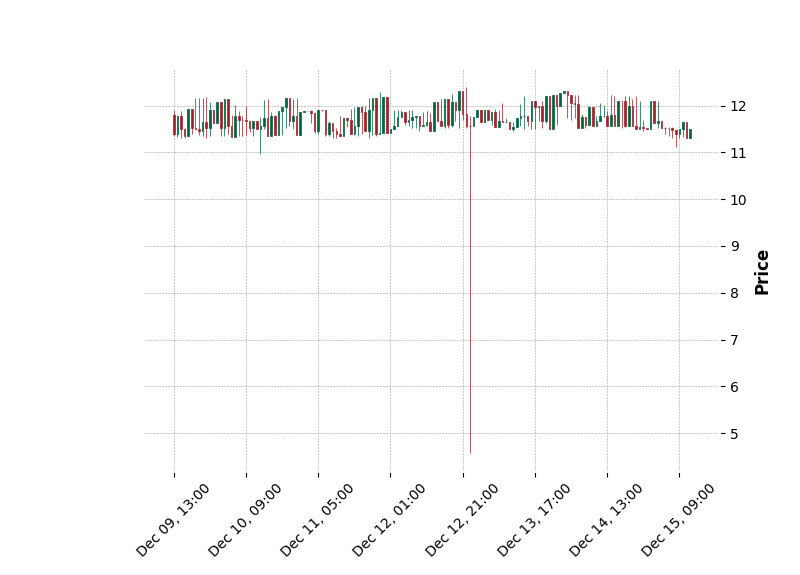 12
11
10
9
8
7
6
5
Price
Dec 09, 13:00
Dec 10, 09:00
Dec 11, 05:00
Dec 12, 01:00
Dec 12, 21:00
Dec 13, 17:00
Dec 14, 13:00
Dec 15, 09:00